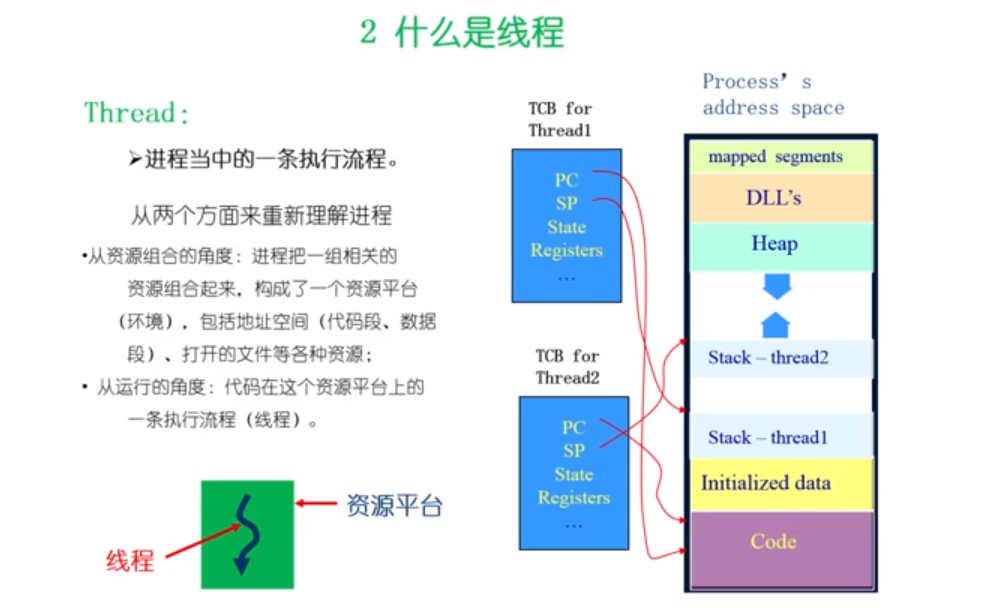 2 什么是线程
Thread：
➢进程当中的一条执行流程。
从两个方面来重新理解进程
•从资源组合的角度：进程把一组相关的
资源组合起来，构成了一个资源平台
（环境），包括地址空间（代码段、数据
段）、打开的文件等各种资源；
• 从运行的角度：代码在这个资源平台上的
一条执行流程（线程）。
资源平台
线程
TCB for
Thread1
PC
SP
State
Registers
...
TCB for
Thread2
PC
SP
State
Registers
...
Process’s
address space
mapped segments
DLL’s
Heap
Stack – thread2
Stack – thread1
Initialized data
Code